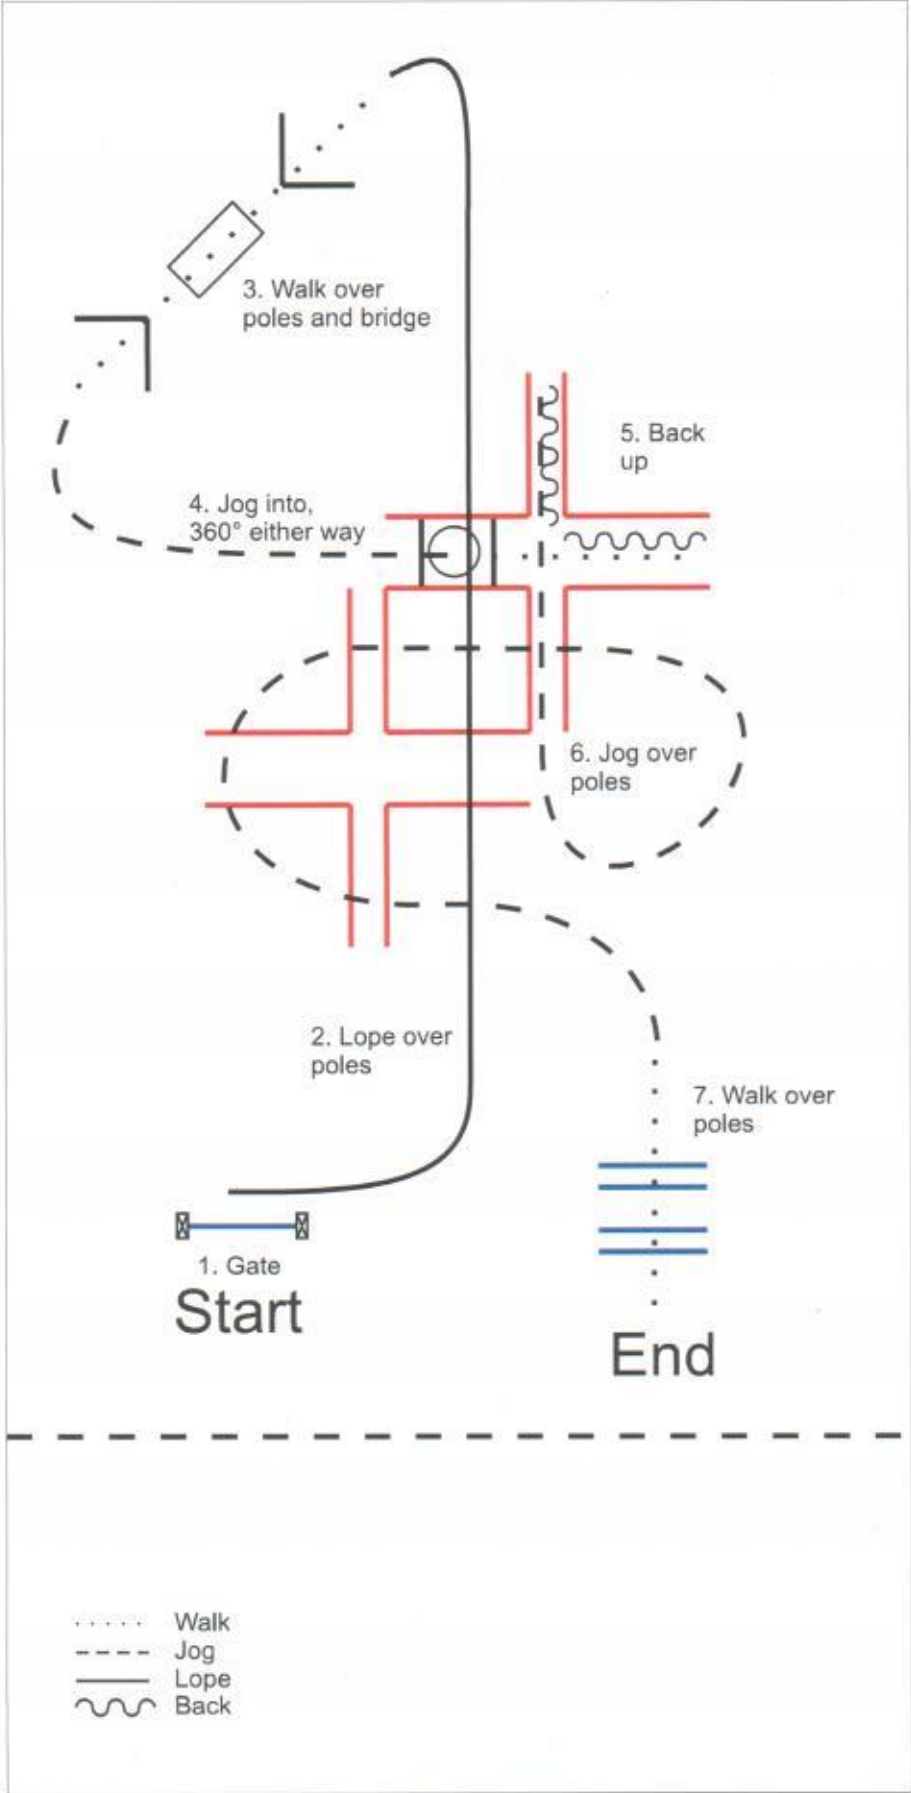 3. Walk over
poles and bridge
5. Back
up
4. Jog into,
360° either way
6. Jog over
poles
2. Lope over
poles
7. Walk over
poles
1. Gate
Start
End
Walk
Jog
Lope
Back